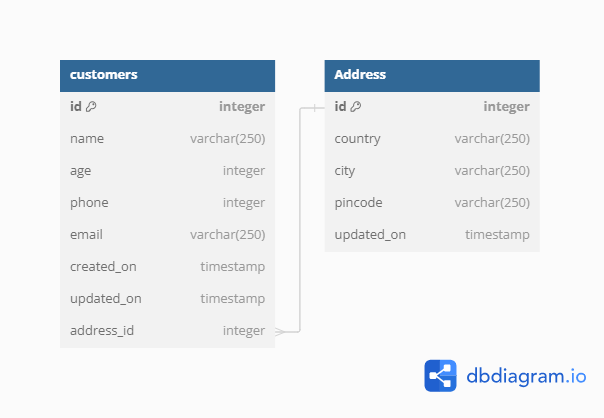 customers
id integer
name varchar(250)
age integer
phone integer
email varchar(250)
created_on timestamp
updated_on timestamp
address_id integer
Address
id integer
country varchar(250)
city varchar(250)
pincode varchar(250)
updated_on timestamp
dbdiagram.io